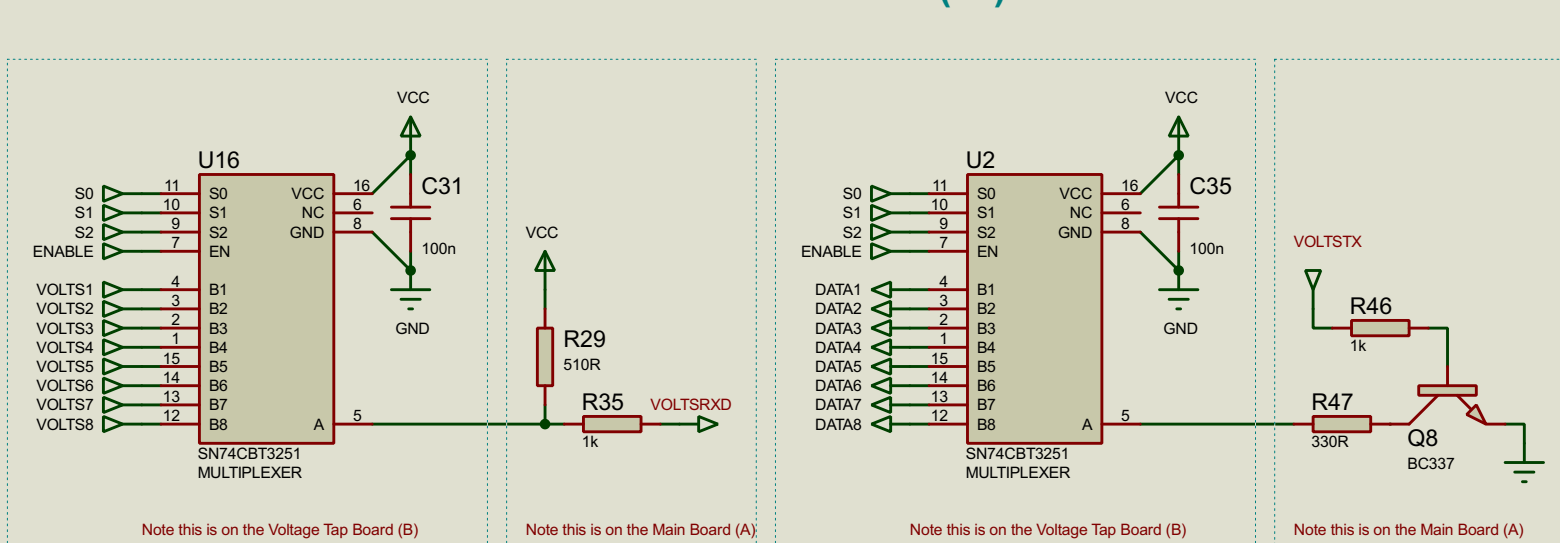 VCC
U16
S0 11 S0 VCC 16
S1 10 S1 NC 6
S2 9 S2 GND 8
ENABLE 7 EN
C31
100n
GND
VOLTS1 4 B1
VOLTS2 3 B2
VOLTS3 2 B3
VOLTS4 1 B4
VOLTS5 15 B5
VOLTS6 14 B6
VOLTS7 13 B7
VOLTS8 12 B8 A 5
SN74CBT3251
MULTIPLEXER
Note this is on the Voltage Tap Board (B)
VCC
R29
510R
R35
1k
VOLTSRXD
Note this is on the Main Board (A)
VCC
U2
S0 11 S0 VCC 16
S1 10 S1 NC 6
S2 9 S2 GND 8
ENABLE 7 EN
C35
100n
GND
DATA1 4 B1
DATA2 3 B2
DATA3 2 B3
DATA4 1 B4
DATA5 15 B5
DATA6 14 B6
DATA7 13 B7
DATA8 12 B8 A 5
SN74CBT3251
MULTIPLEXER
Note this is on the Voltage Tap Board (B)
VOLTSTX
R46
1k
R47
330R
Q8
BC337
Note this is on the Main Board (A)